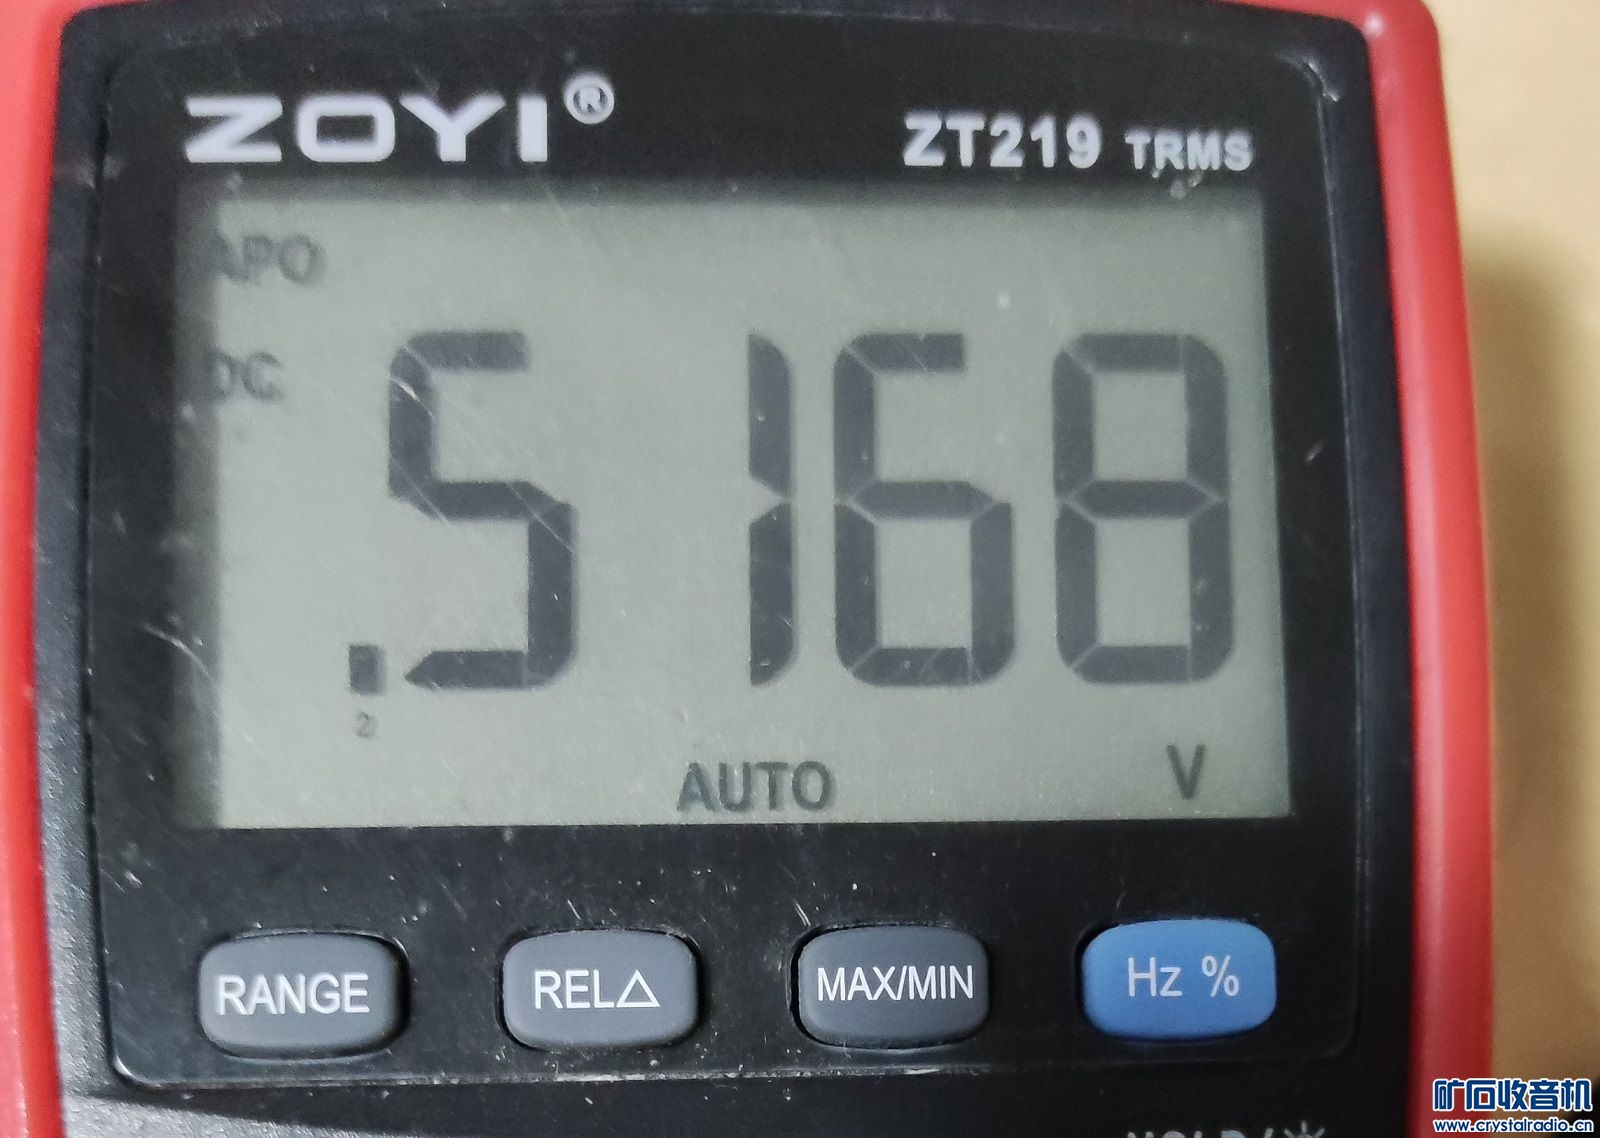 ZOYI®
ZT219 TRMS
APO
DC
.5168
2
AUTO
V
RANGE
REL△
MAX/MIN
Hz %
矿石收音机
www.crystalradio.cn